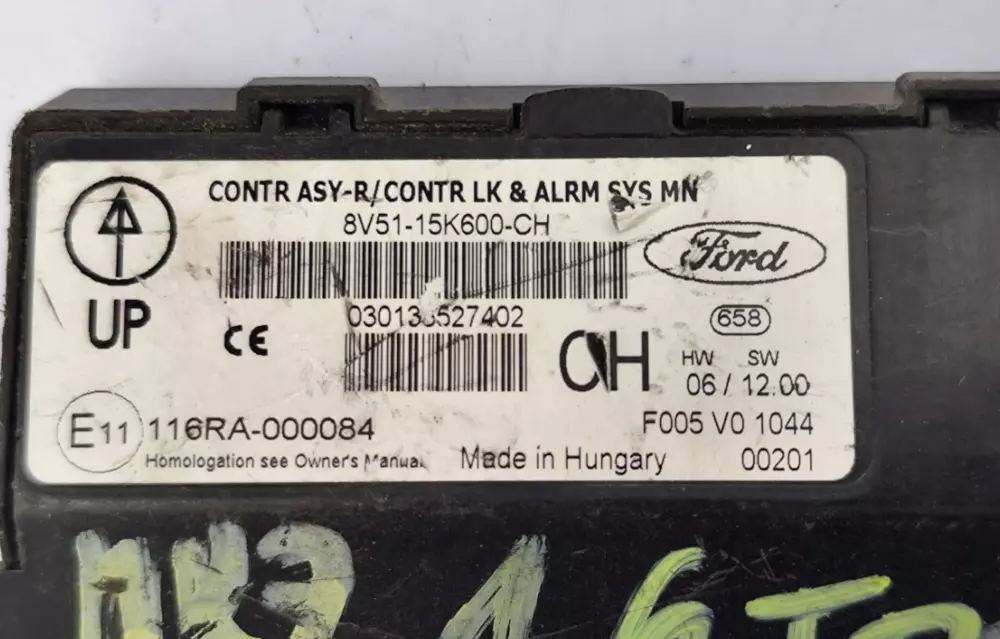 CONTR ASY-R/CONTR LK & ALRM SYS MN
8V51-15K600-CH
Ford
UP
CE
658
CH
HW SW
06 / 12.00
E11
116RA-000084
F005 V0 1044
Homologation see Owner's Manual
Made in Hungary
00201